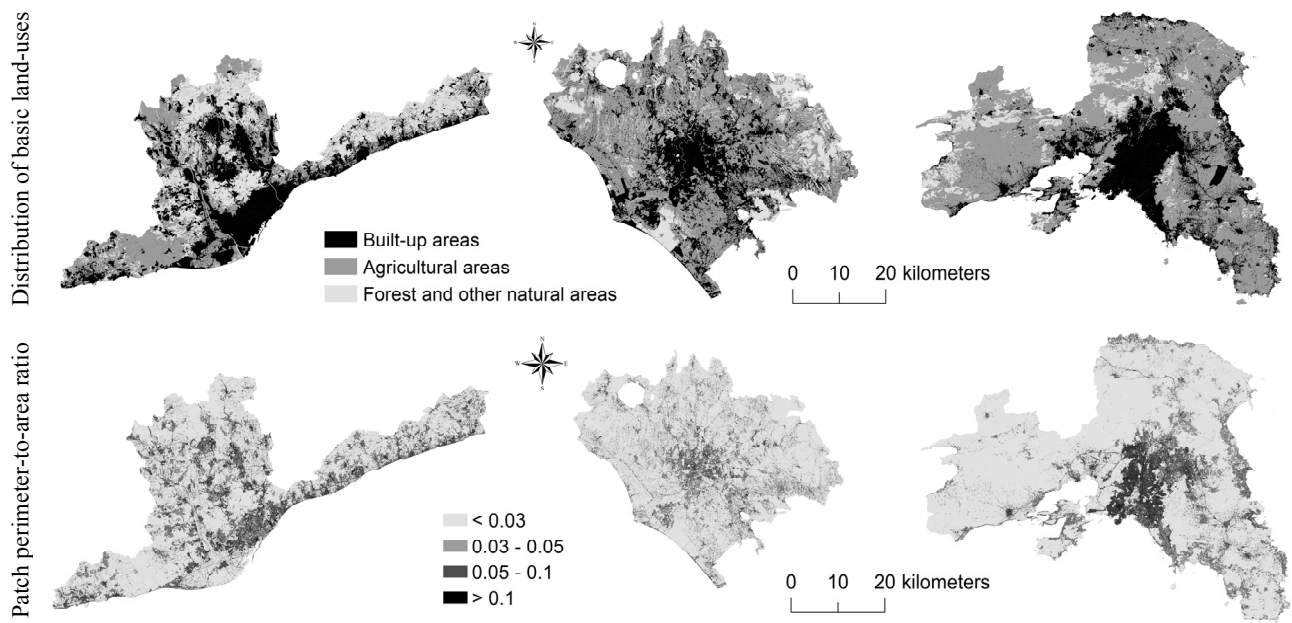 Distribution of basic land-uses
N
Built-up areas
Agricultural areas
Forest and other natural areas
0 10 20 kilometers
Patch perimeter-to-area ratio
N
W E
S
< 0.03
0.03 - 0.05
0.05 - 0.1
> 0.1
0 10 20 kilometers